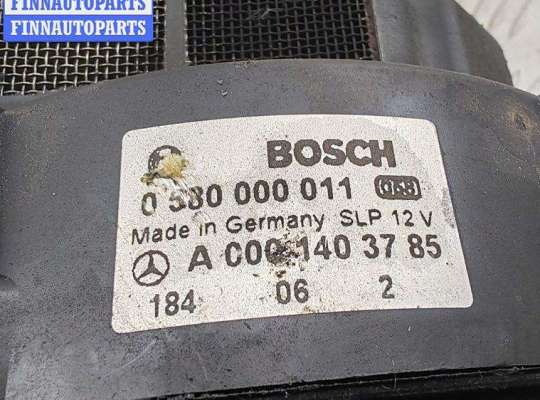 FINNAUTOPARTS
FINNAUTOPARTS
BOSCH
0 580 000 011 068
Made in Germany SLP 12 V
A 000 140 37 85
184 06 2